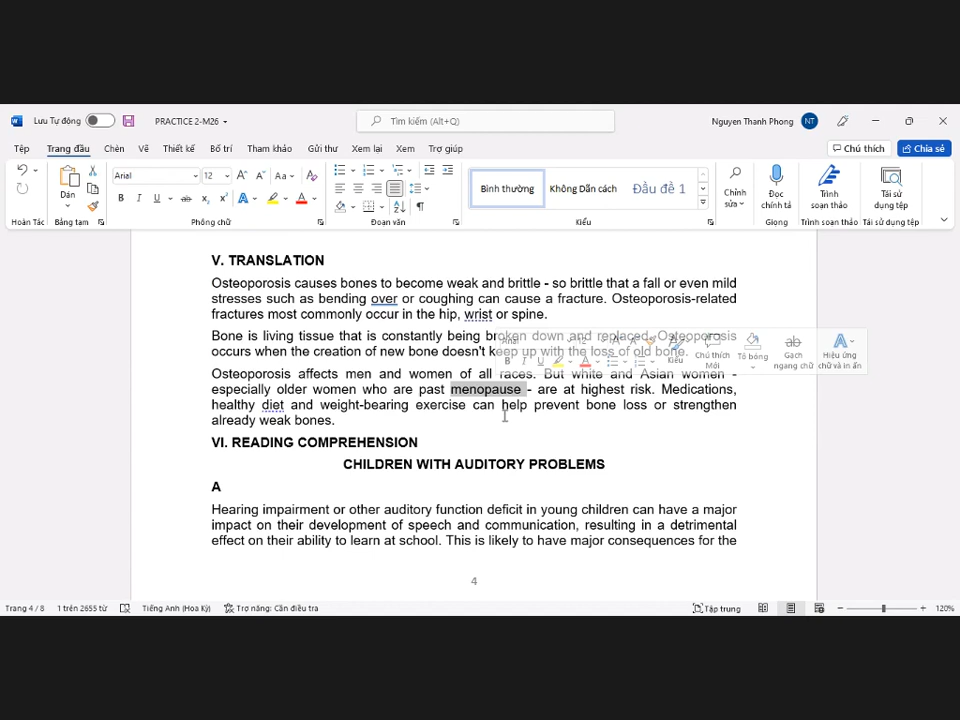 Lưu Tự động
PRACTICE 2-M26
Tìm kiếm (Alt+Q)
Nguyen Thanh Phong
NT
Tệp
Trang đầu
Chèn
Vẽ
Thiết kế
Bố trí
Tham khảo
Gửi thư
Xem lại
Xem
Trợ giúp
Chú thích
Chia sẻ
Dán
Arial
12
Bình thường
Không Dãn cách
Đầu đề 1
Chỉnh sửa
Đọc chính tả
Trình soạn thảo
Tái sử dụng tệp
Hoàn Tác
Bảng tạm
Phông chữ
Đoạn văn
Kiểu
Giọng
Trình soạn thảo
Tái sử dụng tệp
V. TRANSLATION
Osteoporosis causes bones to become weak and brittle - so brittle that a fall or even mild
stresses such as bending over or coughing can cause a fracture. Osteoporosis-related
fractures most commonly occur in the hip, wrist or spine.
Bone is living tissue that is constantly being broken down and replaced. Osteoporosis
occurs when the creation of new bone doesn't keep up with the loss of old bone.
Osteoporosis affects men and women of all races. But white and Asian women -
especially older women who are past menopause - are at highest risk. Medications,
healthy diet and weight-bearing exercise can help prevent bone loss or strengthen
already weak bones.
Kiểu
Chú thích Mới
Tô bóng
Gạch ngang chữ
Hiệu ứng chữ và in ấn
VI. READING COMPREHENSION
CHILDREN WITH AUDITORY PROBLEMS
A
Hearing impairment or other auditory function deficit in young children can have a major
impact on their development of speech and communication, resulting in a detrimental
effect on their ability to learn at school. This is likely to have major consequences for the
4
Trang 4 / 8
1 trên 2655 từ
Tiếng Anh (Hoa Kỳ)
Trợ năng: Cần điều tra
Tập trung
120%